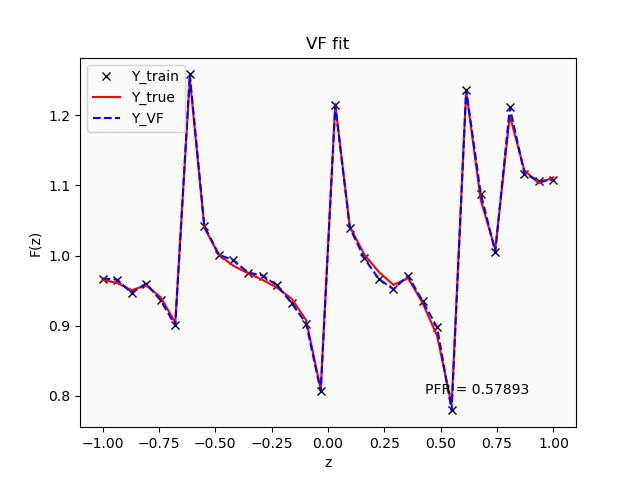 VF fit
Y_train
Y_true
Y_VF
F(z)
1.2
1.1
1.0
0.9
0.8
PFR = 0.57893
−1.00 −0.75 −0.50 −0.25 0.00 0.25 0.50 0.75 1.00
z